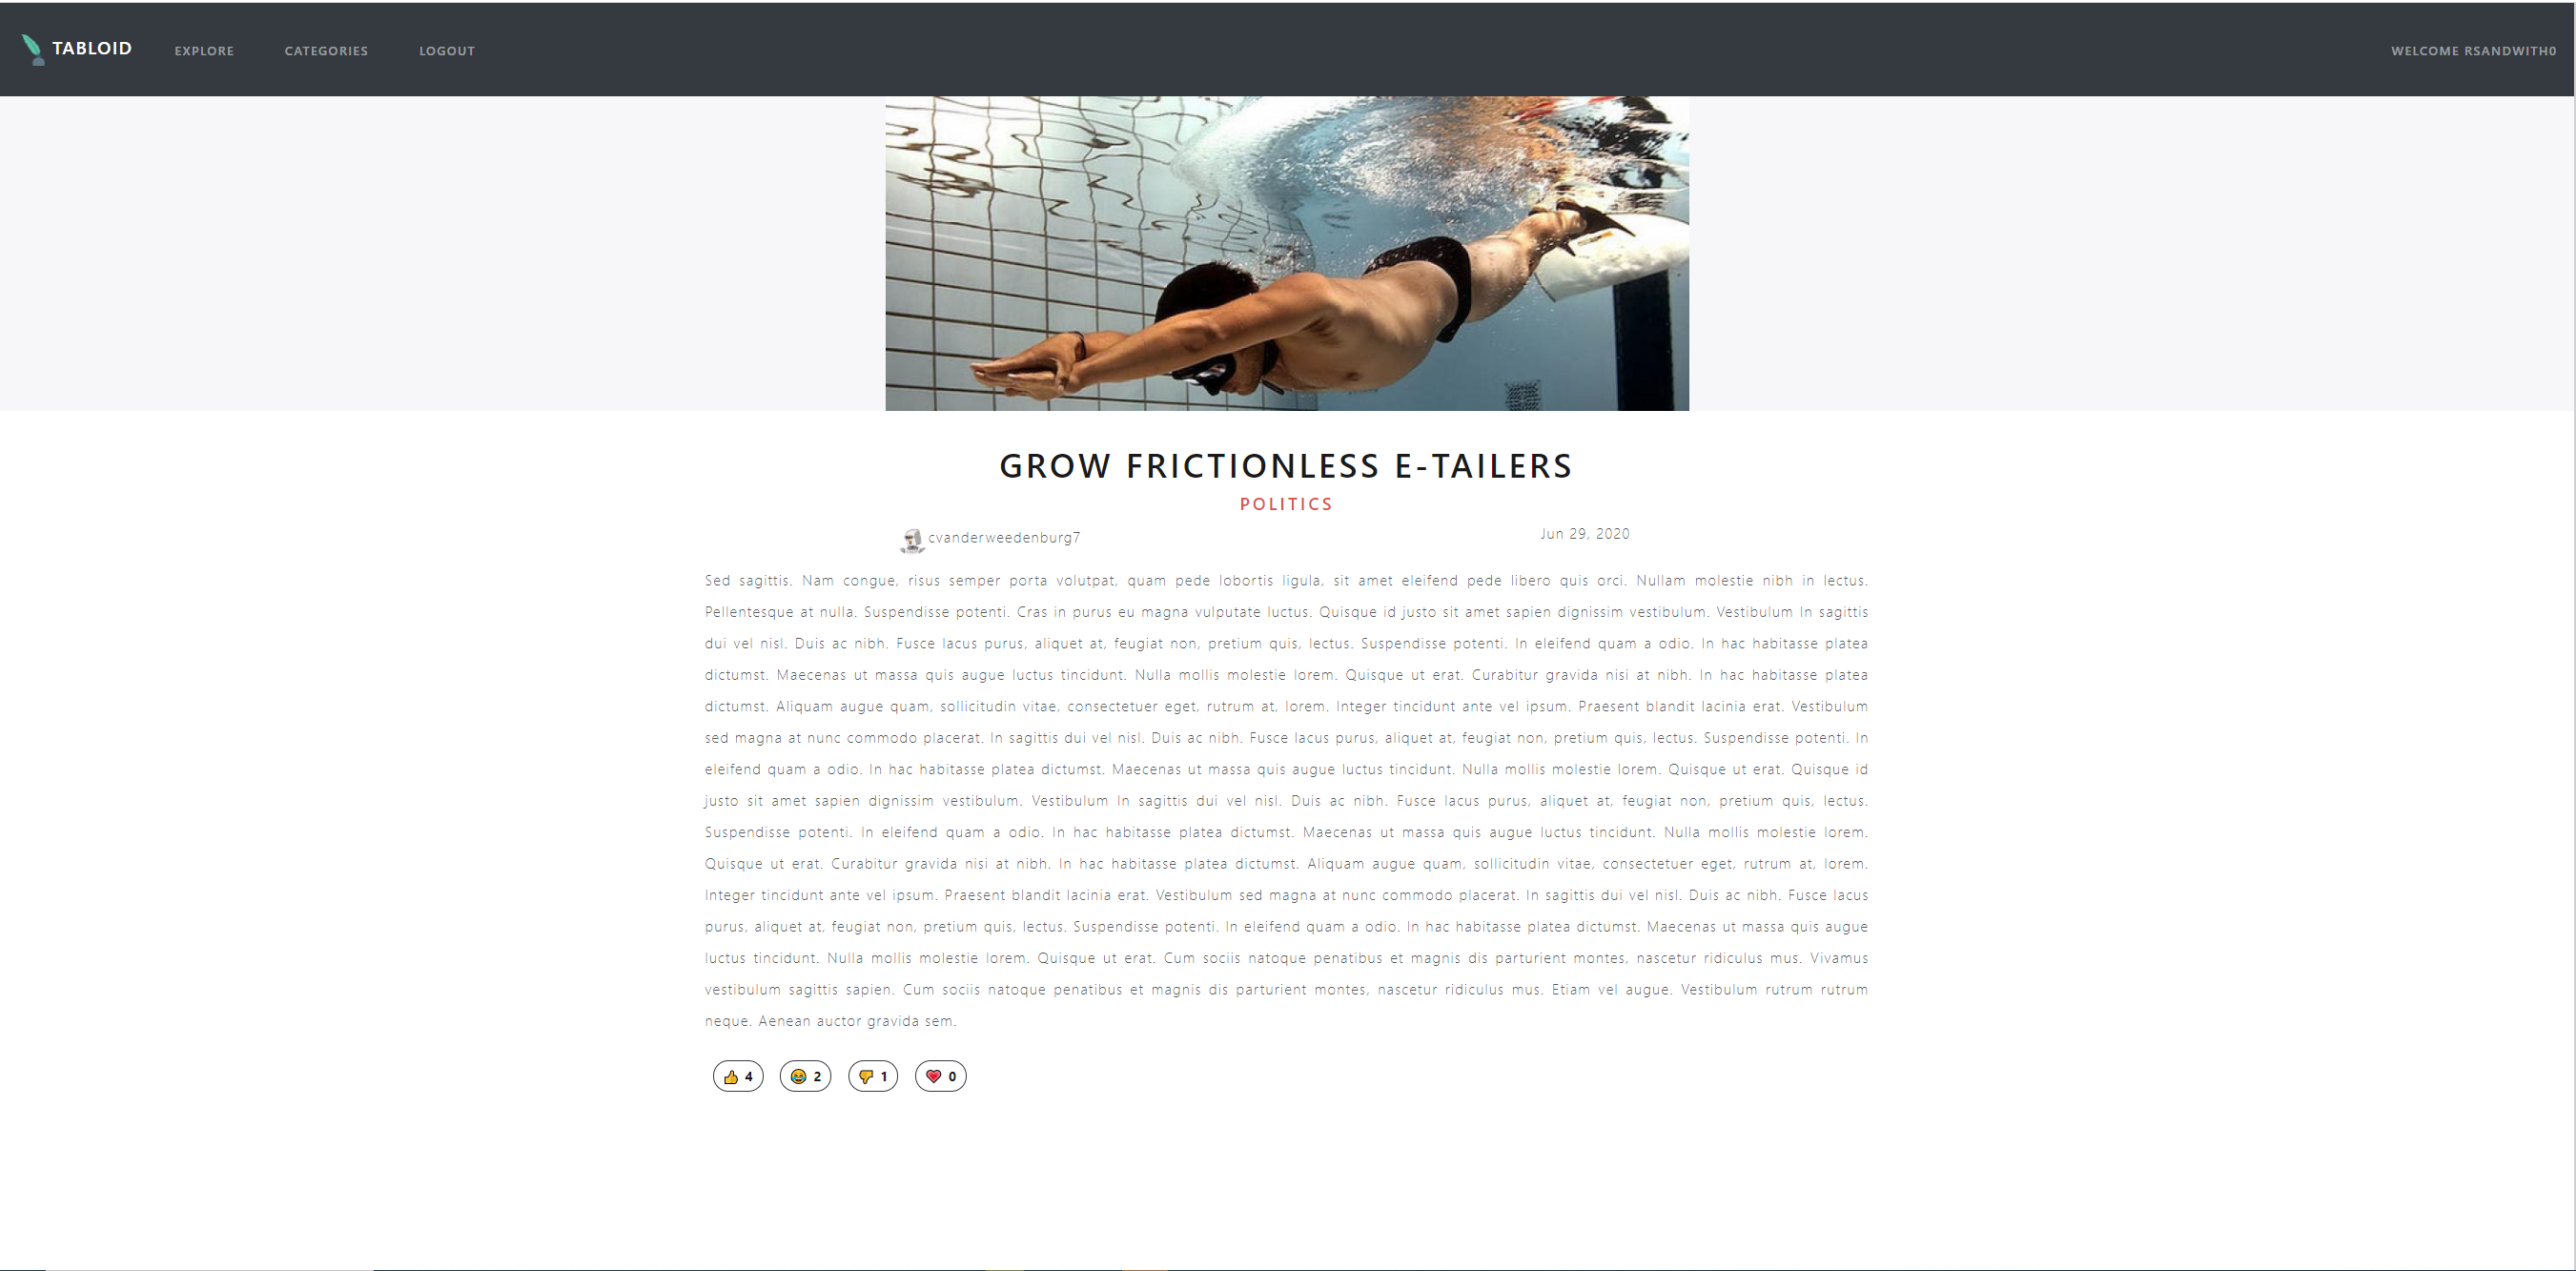 TABLOID EXPLORE CATEGORIES LOGOUT WELCOME RSANDWITH0
GROW FRICTIONLESS E-TAILERS
POLITICS
cvanderweedenburg7 Jun 29, 2020
Sed sagittis. Nam congue, risus semper porta volutpat, quam pede lobortis ligula, sit amet eleifend pede libero quis orci. Nullam molestie nibh in lectus.
Pellentesque at nulla. Suspendisse potenti. Cras in purus eu magna vulputate luctus. Quisque id justo sit amet sapien dignissim vestibulum. Vestibulum In sagittis
dui vel nisl. Duis ac nibh. Fusce lacus purus, aliquet at, feugiat non, pretium quis, lectus. Suspendisse potenti. In eleifend quam a odio. In hac habitasse platea
dictumst. Maecenas ut massa quis augue luctus tincidunt. Nulla mollis molestie lorem. Quisque ut erat. Curabitur gravida nisi at nibh. In hac habitasse platea
dictumst. Aliquam augue quam, sollicitudin vitae, consectetuer eget, rutrum at, lorem. Integer tincidunt ante vel ipsum. Praesent blandit lacinia erat. Vestibulum
sed magna at nunc commodo placerat. In sagittis dui vel nisl. Duis ac nibh. Fusce lacus purus, aliquet at, feugiat non, pretium quis, lectus. Suspendisse potenti. In
eleifend quam a odio. In hac habitasse platea dictumst. Maecenas ut massa quis augue luctus tincidunt. Nulla mollis molestie lorem. Quisque ut erat. Quisque id
justo sit amet sapien dignissim vestibulum. Vestibulum In sagittis dui vel nisl. Duis ac nibh. Fusce lacus purus, aliquet at, feugiat non, pretium quis, lectus.
Suspendisse potenti. In eleifend quam a odio. In hac habitasse platea dictumst. Maecenas ut massa quis augue luctus tincidunt. Nulla mollis molestie lorem.
Quisque ut erat. Curabitur gravida nisi at nibh. In hac habitasse platea dictumst. Aliquam augue quam, sollicitudin vitae, consectetuer eget, rutrum at, lorem.
Integer tincidunt ante vel ipsum. Praesent blandit lacinia erat. Vestibulum sed magna at nunc commodo placerat. In sagittis dui vel nisl. Duis ac nibh. Fusce lacus
purus, aliquet at, feugiat non, pretium quis, lectus. Suspendisse potenti. In eleifend quam a odio. In hac habitasse platea dictumst. Maecenas ut massa quis augue
luctus tincidunt. Nulla mollis molestie lorem. Quisque ut erat. Cum sociis natoque penatibus et magnis dis parturient montes, nascetur ridiculus mus. Vivamus
vestibulum sagittis sapien. Cum sociis natoque penatibus et magnis dis parturient montes, nascetur ridiculus mus. Etiam vel augue. Vestibulum rutrum rutrum
neque. Aenean auctor gravida sem.
4 2 1 0